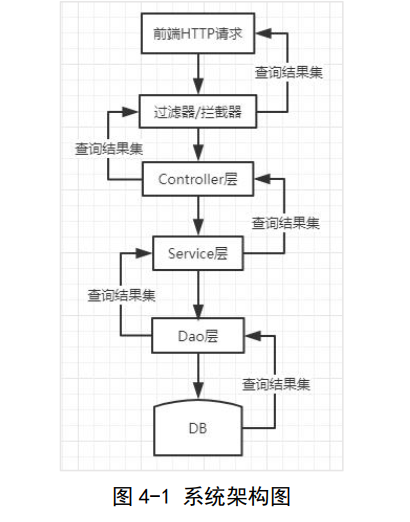 前端HTTP请求
查询结果集
过滤器/拦截器
查询结果集
Controller层
查询结果集
Service层
查询结果集
Dao层
查询结果集
DB
图 4-1 系统架构图